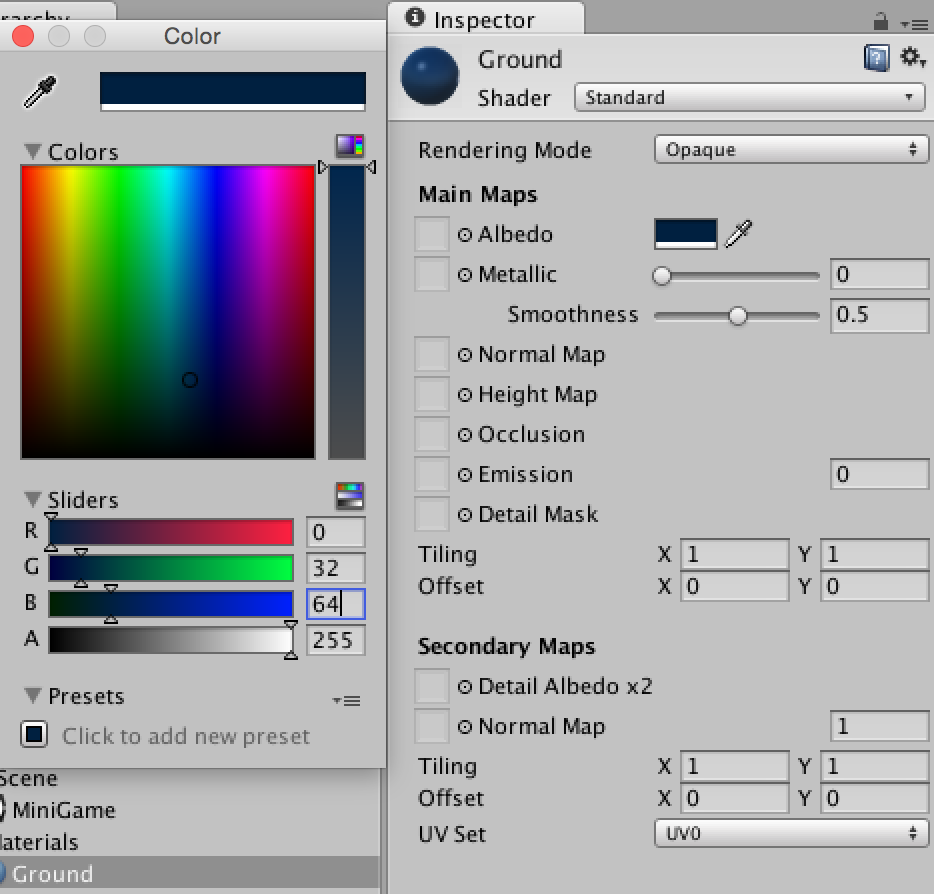 Color
Colors
Sliders
R 0
G 32
B 64
A 255
Presets
Click to add new preset
Scene
MiniGame
Ground
Inspector
Ground
Shader Standard
Rendering Mode Opaque
Main Maps
Albedo
Metallic 0
Smoothness 0.5
Normal Map
Height Map
Occlusion
Emission 0
Detail Mask
Tiling X 1 Y 1
Offset X 0 Y 0
Secondary Maps
Detail Albedo x2
Normal Map 1
Tiling X 1 Y 1
Offset X 0 Y 0
UV Set UV0